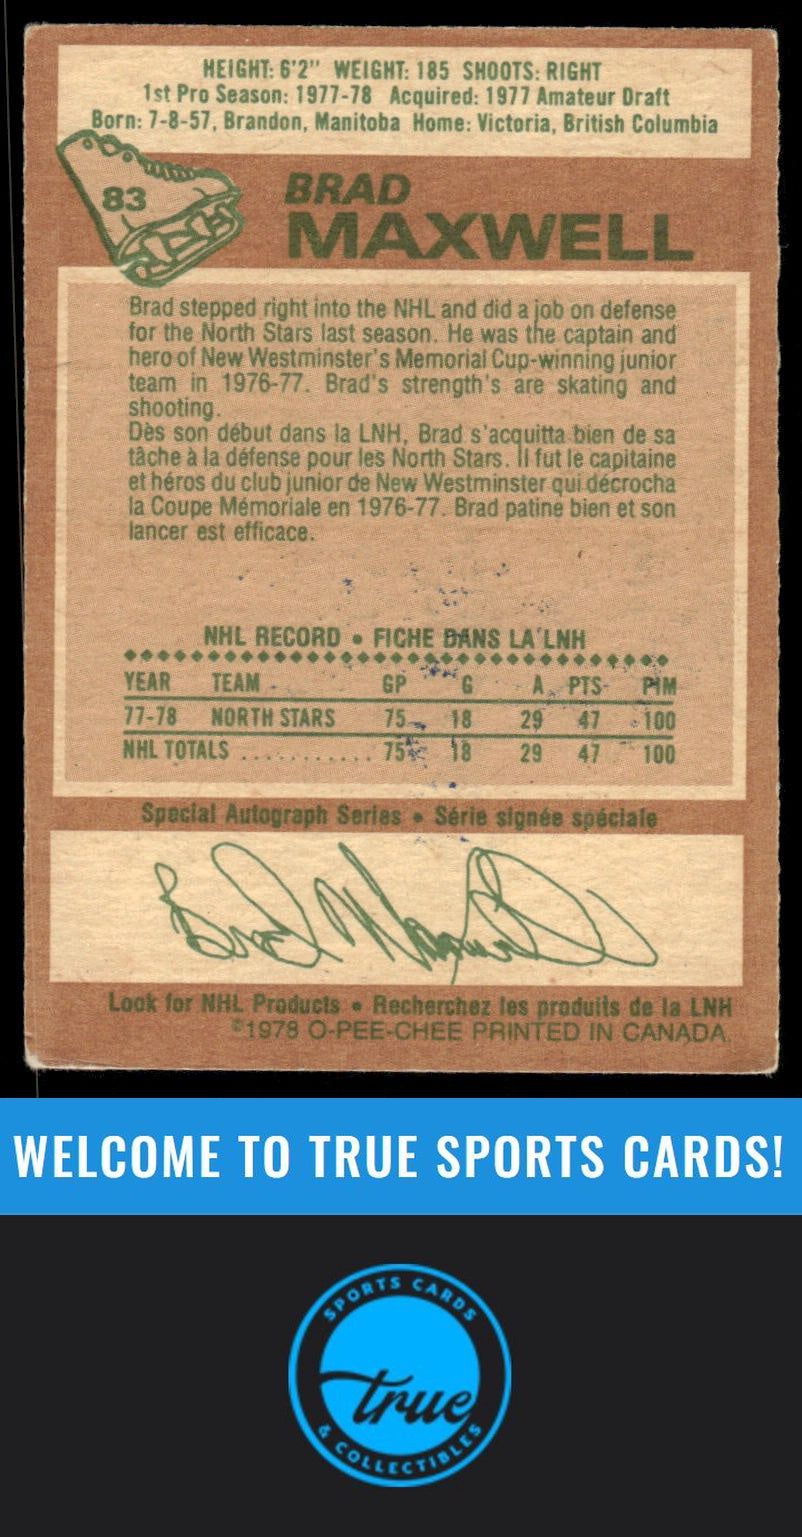 HEIGHT: 6'2" WEIGHT: 185 SHOOTS: RIGHT
1st Pro Season: 1977-78 Acquired: 1977 Amateur Draft
Born: 7-8-57, Brandon, Manitoba Home: Victoria, British Columbia
83
BRAD
MAXWELL
Brad stepped right into the NHL and did a job on defense
for the North Stars last season. He was the captain and
hero of New Westminster's Memorial Cup-winning junior
team in 1976-77. Brad's strength's are skating and
shooting.
Dès son début dans la LNH, Brad s'acquitta bien de sa
tâche à la défense pour les North Stars. Il fut le capitaine
et héros du club junior de New Westminster qui décrocha
la Coupe Mémoriale en 1976-77. Brad patine bien et son
lancer est efficace.
NHL RECORD • FICHE DANS LA LNH
YEAR TEAM GP G A PTS PIM
77-78 NORTH STARS 75 18 29 47 100
NHL TOTALS ........... 75 18 29 47 100
Special Autograph Series • Série signée spéciale
Brad Maxwell
Look for NHL Products • Recherchez les produits de la LNH
©1978 O-PEE-CHEE PRINTED IN CANADA.
WELCOME TO TRUE SPORTS CARDS!
SPORTS CARDS
true
& COLLECTIBLES